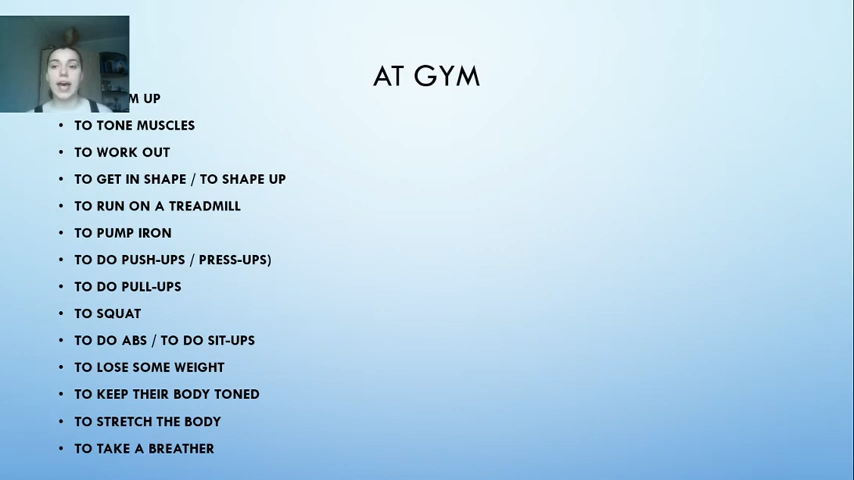 AT GYM
M UP
• TO TONE MUSCLES
• TO WORK OUT
• TO GET IN SHAPE / TO SHAPE UP
• TO RUN ON A TREADMILL
• TO PUMP IRON
• TO DO PUSH-UPS / PRESS-UPS)
• TO DO PULL-UPS
• TO SQUAT
• TO DO ABS / TO DO SIT-UPS
• TO LOSE SOME WEIGHT
• TO KEEP THEIR BODY TONED
• TO STRETCH THE BODY
• TO TAKE A BREATHER